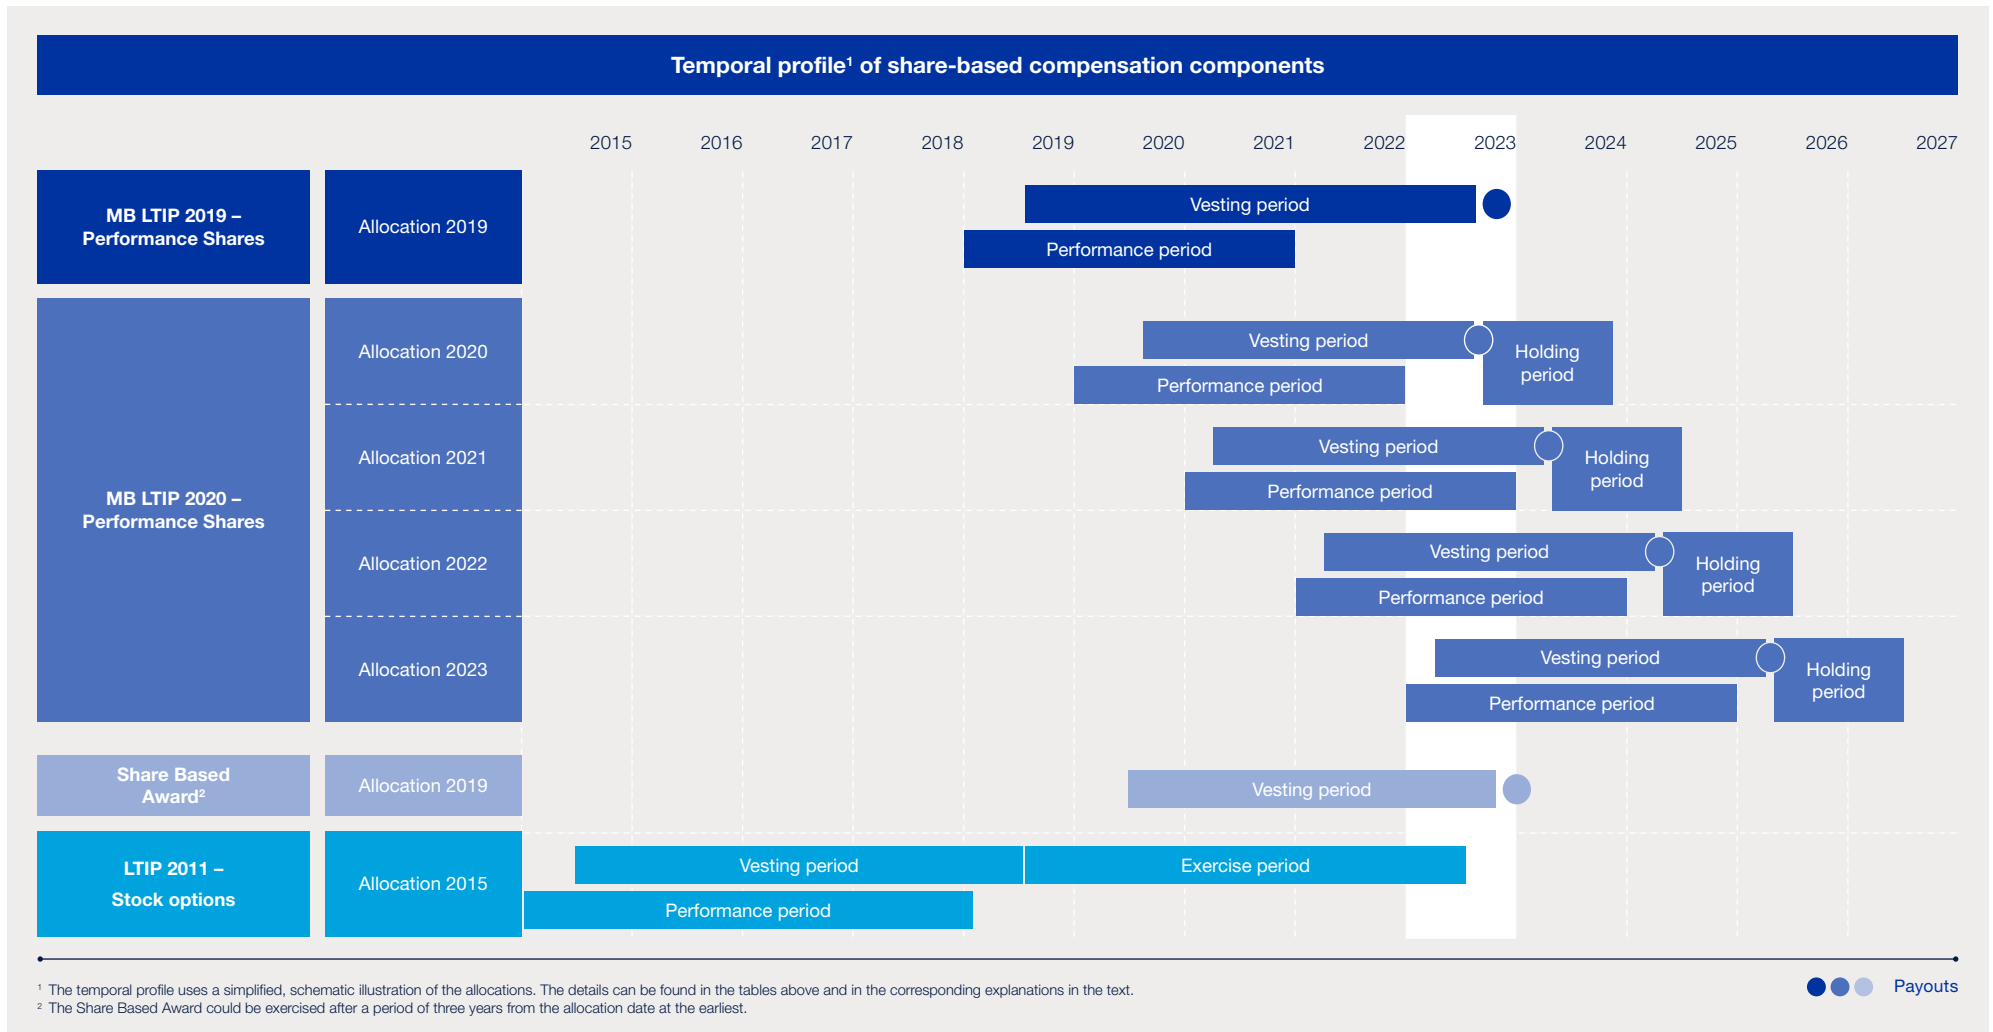 Temporal profile¹ of share-based compensation components
2015 2016 2017 2018 2019 2020 2021 2022 2023 2024 2025 2026 2027
MB LTIP 2019 –
Performance Shares
Allocation 2019
Vesting period
Performance period
MB LTIP 2020 –
Performance Shares
Allocation 2020
Vesting period
Performance period
Holding
period
Allocation 2021
Vesting period
Performance period
Holding
period
Allocation 2022
Vesting period
Performance period
Holding
period
Allocation 2023
Vesting period
Performance period
Holding
period
Share Based
Award²
Allocation 2019
Vesting period
LTIP 2011 –
Stock options
Allocation 2015
Vesting period
Exercise period
Performance period
¹ The temporal profile uses a simplified, schematic illustration of the allocations. The details can be found in the tables above and in the corresponding explanations in the text.
² The Share Based Award could be exercised after a period of three years from the allocation date at the earliest.
Payouts